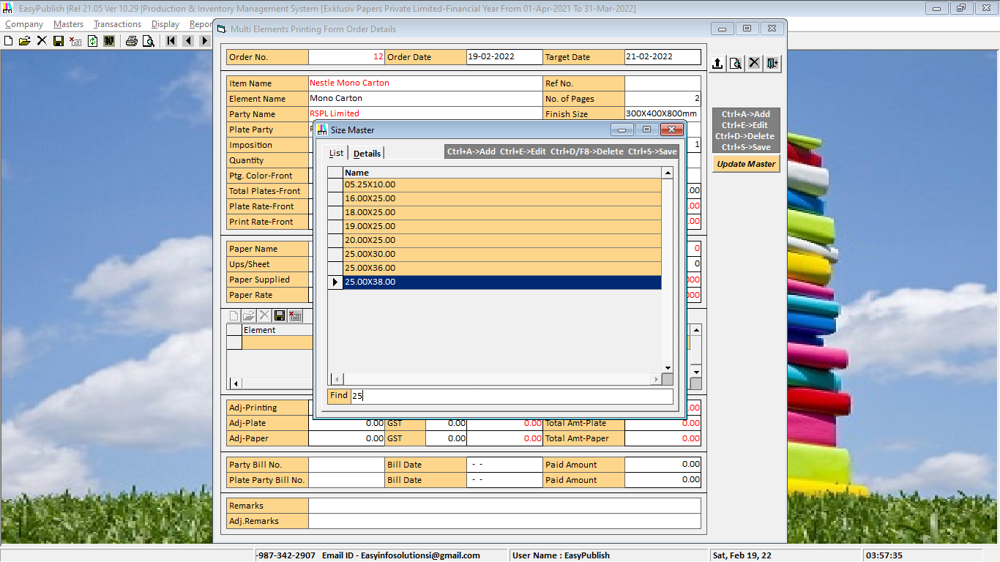 EasyPublish |Rel 21.05 Ver 10.29 |Production & Inventory Management System [Exklusiv Papers Private Limited-Financial Year From 01-Apr-2021 To 31-Mar-2022]
Company Masters Transactions Display Repor
Multi Elements Printing Form Order Details
Order No. 12 Order Date 19-02-2022 Target Date 21-02-2022
Item Name Nestle Mono Carton Ref No.
Element Name Mono Carton No. of Pages 2
Party Name RSPL Limited Finish Size 300X400X800mm
Plate Party
Imposition 1
Quantity
Ptg. Color-Front
Total Plates-Front .00
Plate Rate-Front .00
Print Rate-Front .00
Ctrl+A->Add
Ctrl+E->Edit
Ctrl+D->Delete
Ctrl+S->Save
Update Master
Size Master
List Details Ctrl+A->Add Ctrl+E->Edit Ctrl+D/F8->Delete Ctrl+S->Save
Name
05.25X10.00
16.00X25.00
18.00X25.00
19.00X25.00
20.00X25.00
25.00X30.00
25.00X36.00
25.00X38.00
Find 25
Paper Name 0
Ups/Sheet 0
Paper Supplied 000
Paper Rate 000
Element
Adj-Printing .00
Adj-Plate 0.00 GST 0.00 0.00 Total Amt-Plate 0.00
Adj-Paper 0.00 GST 0.00 0.00 Total Amt-Paper 0.00
Party Bill No. Bill Date - - Paid Amount 0.00
Plate Party Bill No. Bill Date - - Paid Amount 0.00
Remarks
Adj.Remarks
-987-342-2907 Email ID - Easyinfosolutionsi@gmail.com User Name : EasyPublish Sat, Feb 19, 22 03:57:35